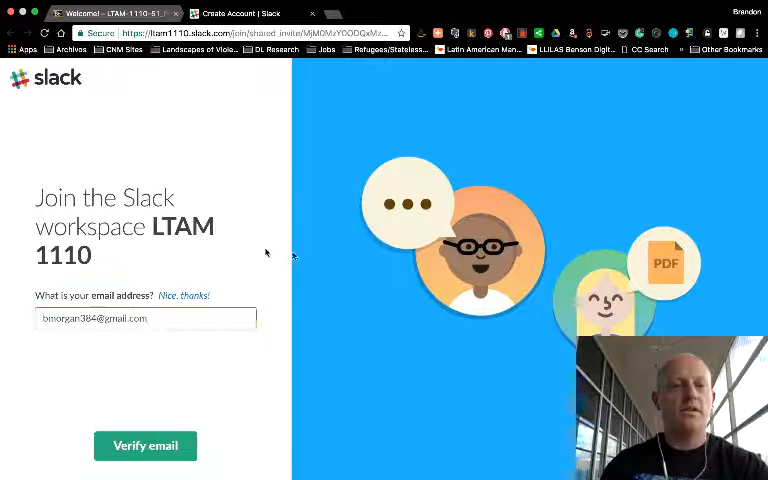 Welcome! – LTAM-1110-51_F
Create Account | Slack
Brandon
Secure
https://ltam1110.slack.com/join/shared_invite/MjM0MzY0ODQxMz
Apps
Archivos
CNM Sites
Landscapes of Viole
DL Research
Jobs
Refugees/Stateless
Latin American Man
LLILAS Benson Digit
CC Search
»
Other Bookmarks
slack
Join the Slack
workspace LTAM
1110
What is your email address? Nice, thanks!
bmorgan384@gmail.com
Verify email
PDF